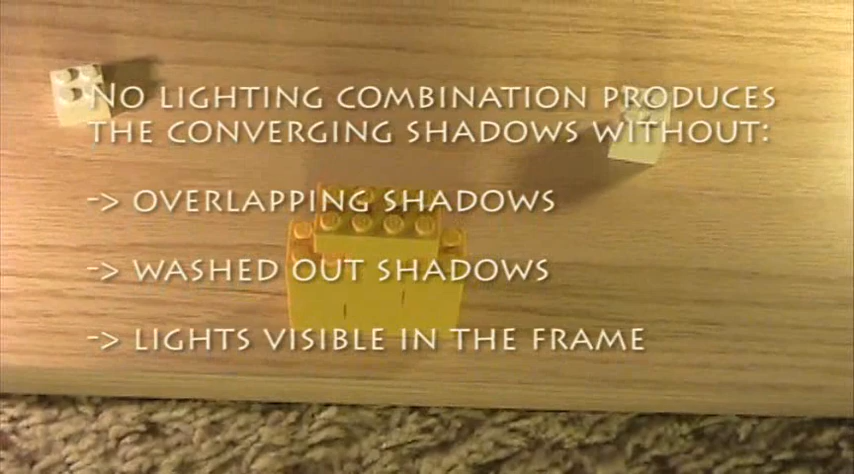 No lighting combination produces
the converging shadows without:
-> overlapping shadows
-> washed out shadows
-> lights visible in the frame